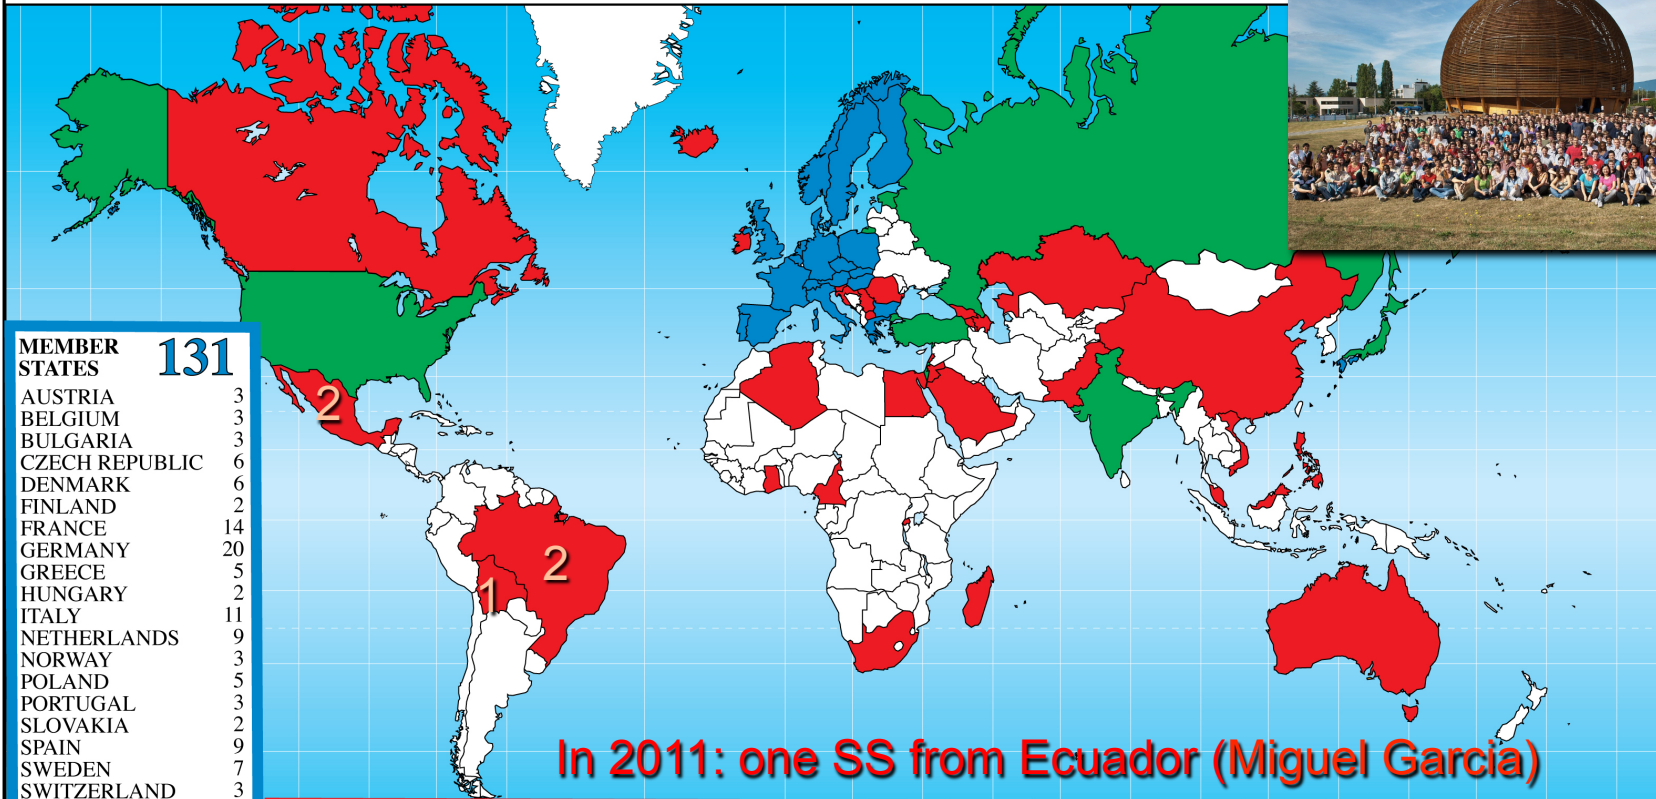 MEMBER
STATES 131
AUSTRIA 3
BELGIUM 3
BULGARIA 3
CZECH REPUBLIC 6
DENMARK 6
FINLAND 2
FRANCE 14
GERMANY 20
GREECE 5
HUNGARY 2
ITALY 11
NETHERLANDS 9
NORWAY 3
POLAND 5
PORTUGAL 3
SLOVAKIA 2
SPAIN 9
SWEDEN 7
SWITZERLAND 3
2
2
1
In 2011: one SS from Ecuador (Miguel Garcia)